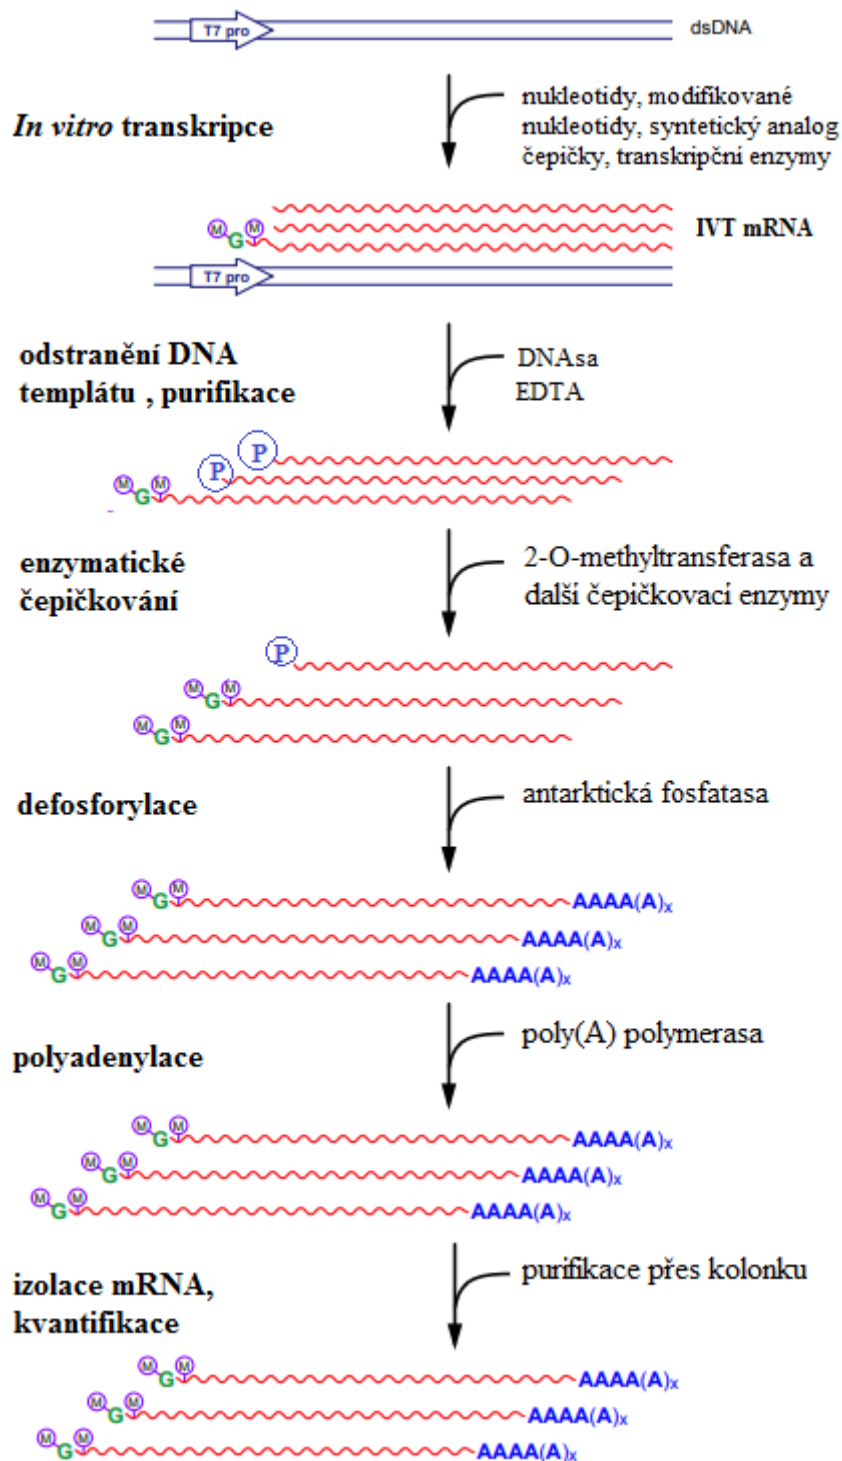 T7 pro
dsDNA
In vitro transkripce
nukleotidy, modifikované
nukleotidy, syntetický analog
čepičky, transkripční enzymy
M G M
IVT mRNA
T7 pro
odstranění DNA
templátu , purifikace
DNAsa
EDTA
P
P
M G M
enzymatické
čepičkování
2-O-methyltransferasa a
další čepičkovací enzymy
P
M G M
M G M
defosforylace
antarktická fosfatasa
M G M AAAA(A)x
M G M AAAA(A)x
M G M AAAA(A)x
polyadenylace
poly(A) polymerasa
M G M AAAA(A)x
M G M AAAA(A)x
M G M AAAA(A)x
izolace mRNA,
kvantifikace
purifikace přes kolonku
M G M AAAA(A)x
M G M AAAA(A)x
M G M AAAA(A)x